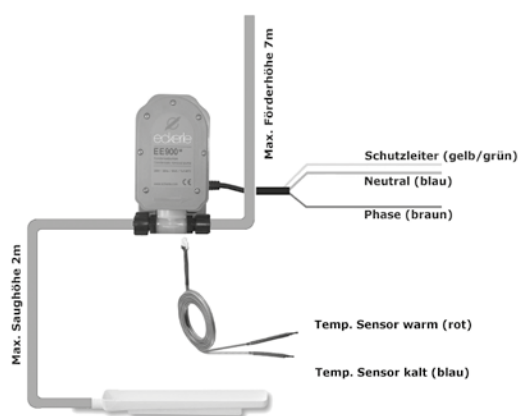 Max. Förderhöhe 7m
eckerle
EE900
Schutzleiter (gelb/grün)
Neutral (blau)
Phase (braun)
Max. Saughöhe 2m
Temp. Sensor warm (rot)
Temp. Sensor kalt (blau)